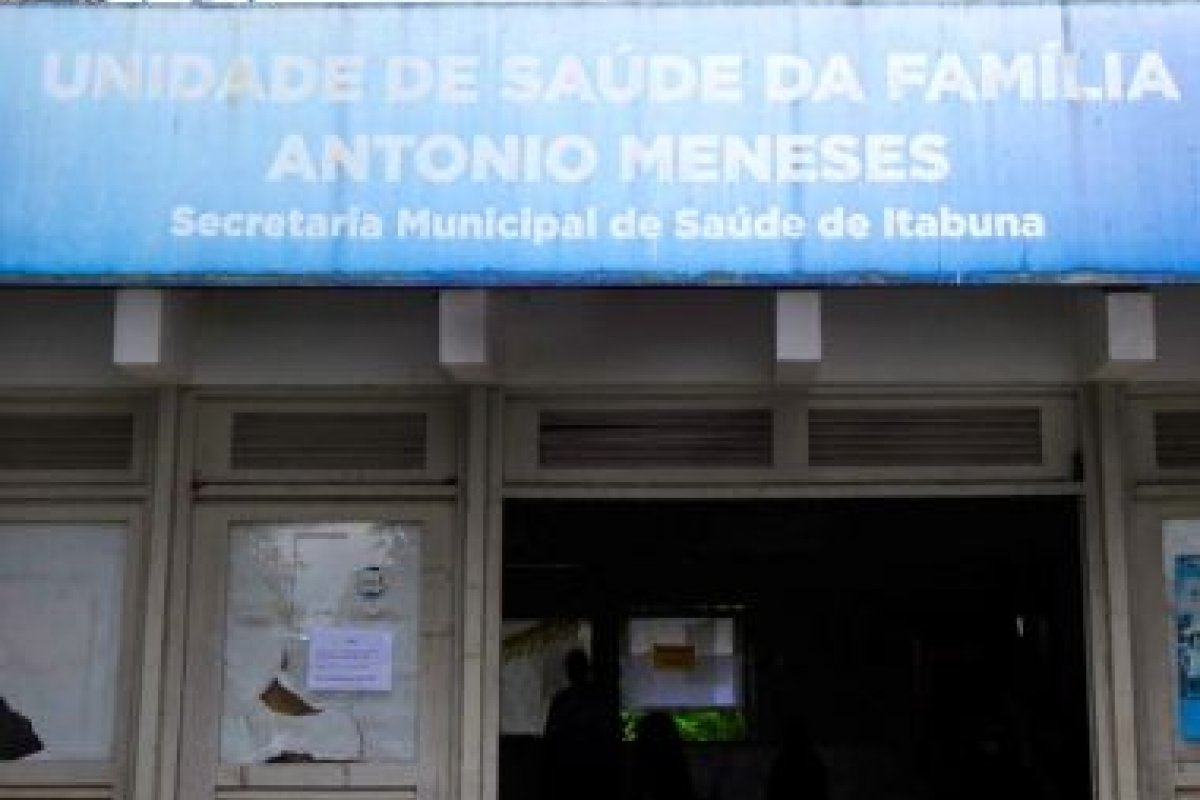 UNIDADE DE SAÚDE DA FAMÍLIA
ANTONIO MENESES
Secretaria Municipal de Saúde de Itabuna